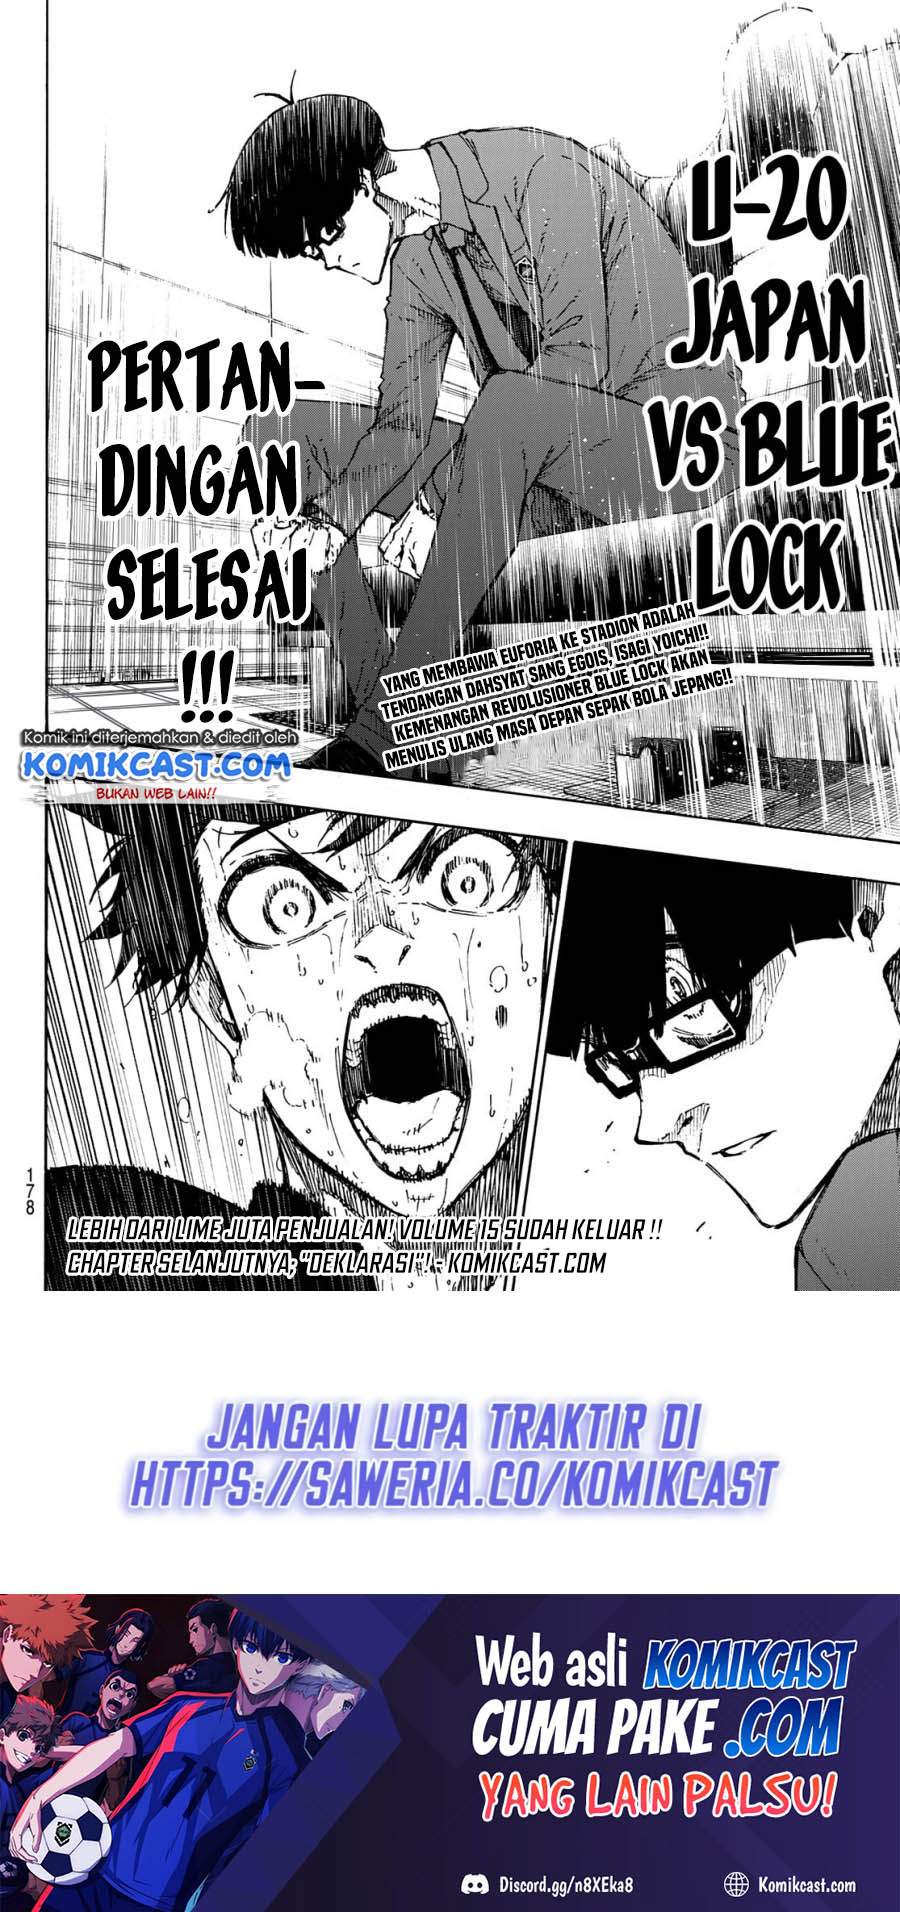 U-20
JAPAN
VS BLUE
LOCK
PERTAN-
DINGAN
SELESAI
!!!
YANG MEMBAWA EUFORIA KE STADION ADALAH
TENDANGAN DAHSYAT SANG EGOIS, ISAGI YOICHI!!
KEMENANGAN REVOLUSIONER BLUE LOCK AKAN
MENULIS ULANG MASA DEPAN SEPAK BOLA JEPANG!!
Komik ini diterjemahkan & diedit oleh
KOMIKCAST.COM
BUKAN WEB LAIN!!
178
LEBIH DARI LIME JUTA PENJUALAN! VOLUME 15 SUDAH KELUAR !!
CHAPTER SELANJUTNYA; "DEKLARASI"! - KOMIKCAST.COM
JANGAN LUPA TRAKTIR DI
HTTPS://SAWERIA.CO/KOMIKCAST
Web asli KOMIKCAST
CUMA PAKE .COM
YANG LAIN PALSU!
11
Discord.gg/n8XEka8
Komikcast.com